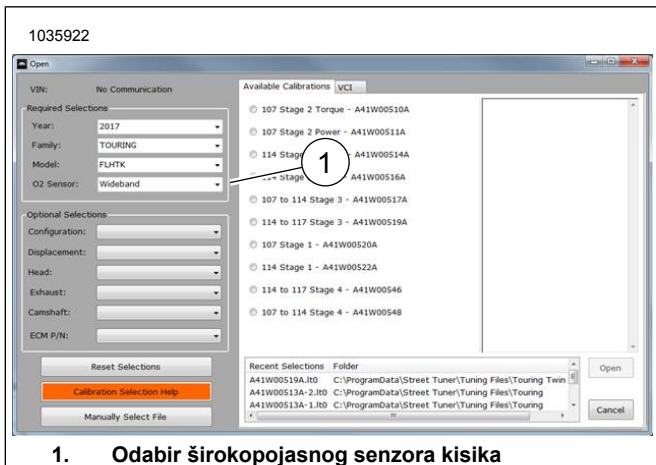 1035922
Open
VIN: No Communication
Required Selections
Year: 2017
Family: TOURING
Model: FLHTK
O2 Sensor: Wideband
Optional Selections
Configuration:
Displacement:
Head:
Exhaust:
Camshaft:
ECM P/N:
Reset Selections
Calibration Selection Help
Manually Select File
Available Calibrations VCI
107 Stage 2 Torque - A41W00510A
107 Stage 2 Power - A41W00511A
114 Stage - A41W00514A
1
114 Stage - A41W00516A
107 to 114 Stage 3 - A41W00517A
114 to 117 Stage 3 - A41W00519A
107 Stage 1 - A41W00520A
114 Stage 1 - A41W00522A
114 to 117 Stage 4 - A41W00546
107 to 114 Stage 4 - A41W00548
Recent Selections Folder
A41W00519A.lt0 C:\ProgramData\Street Tuner\Tuning Files\Touring Twin
A41W00513A-2.lt0 C:\ProgramData\Street Tuner\Tuning Files\Touring
A41W00513A-1.lt0 C:\ProgramData\Street Tuner\Tuning Files\Touring
Open
Cancel
1. Odabir širokopojasnog senzora kisika